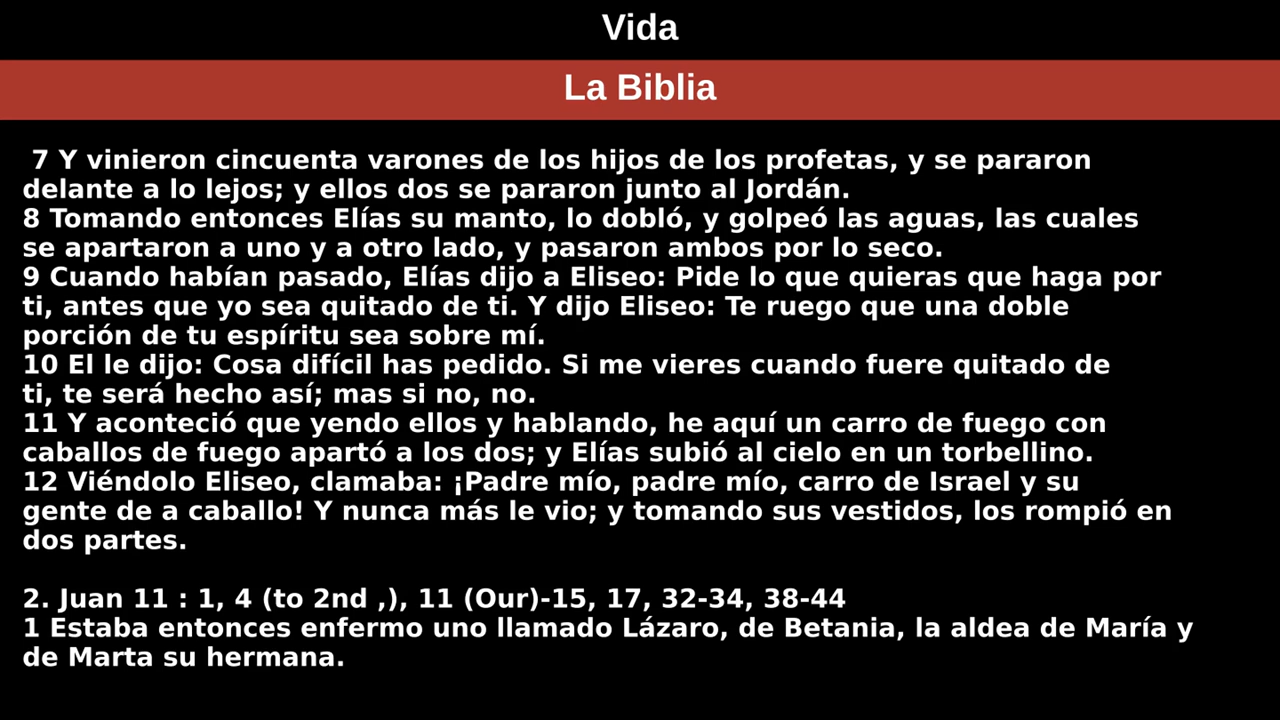 Vida
La Biblia
7 Y vinieron cincuenta varones de los hijos de los profetas, y se pararon
delante a lo lejos; y ellos dos se pararon junto al Jordán.
8 Tomando entonces Elías su manto, lo dobló, y golpeó las aguas, las cuales
se apartaron a uno y a otro lado, y pasaron ambos por lo seco.
9 Cuando habían pasado, Elías dijo a Eliseo: Pide lo que quieras que haga por
ti, antes que yo sea quitado de ti. Y dijo Eliseo: Te ruego que una doble
porción de tu espíritu sea sobre mí.
10 El le dijo: Cosa difícil has pedido. Si me vieres cuando fuere quitado de
ti, te será hecho así; mas si no, no.
11 Y aconteció que yendo ellos y hablando, he aquí un carro de fuego con
caballos de fuego apartó a los dos; y Elías subió al cielo en un torbellino.
12 Viéndolo Eliseo, clamaba: ¡Padre mío, padre mío, carro de Israel y su
gente de a caballo! Y nunca más le vio; y tomando sus vestidos, los rompió en
dos partes.
2. Juan 11 : 1, 4 (to 2nd ,), 11 (Our)-15, 17, 32-34, 38-44
1 Estaba entonces enfermo uno llamado Lázaro, de Betania, la aldea de María y
de Marta su hermana.